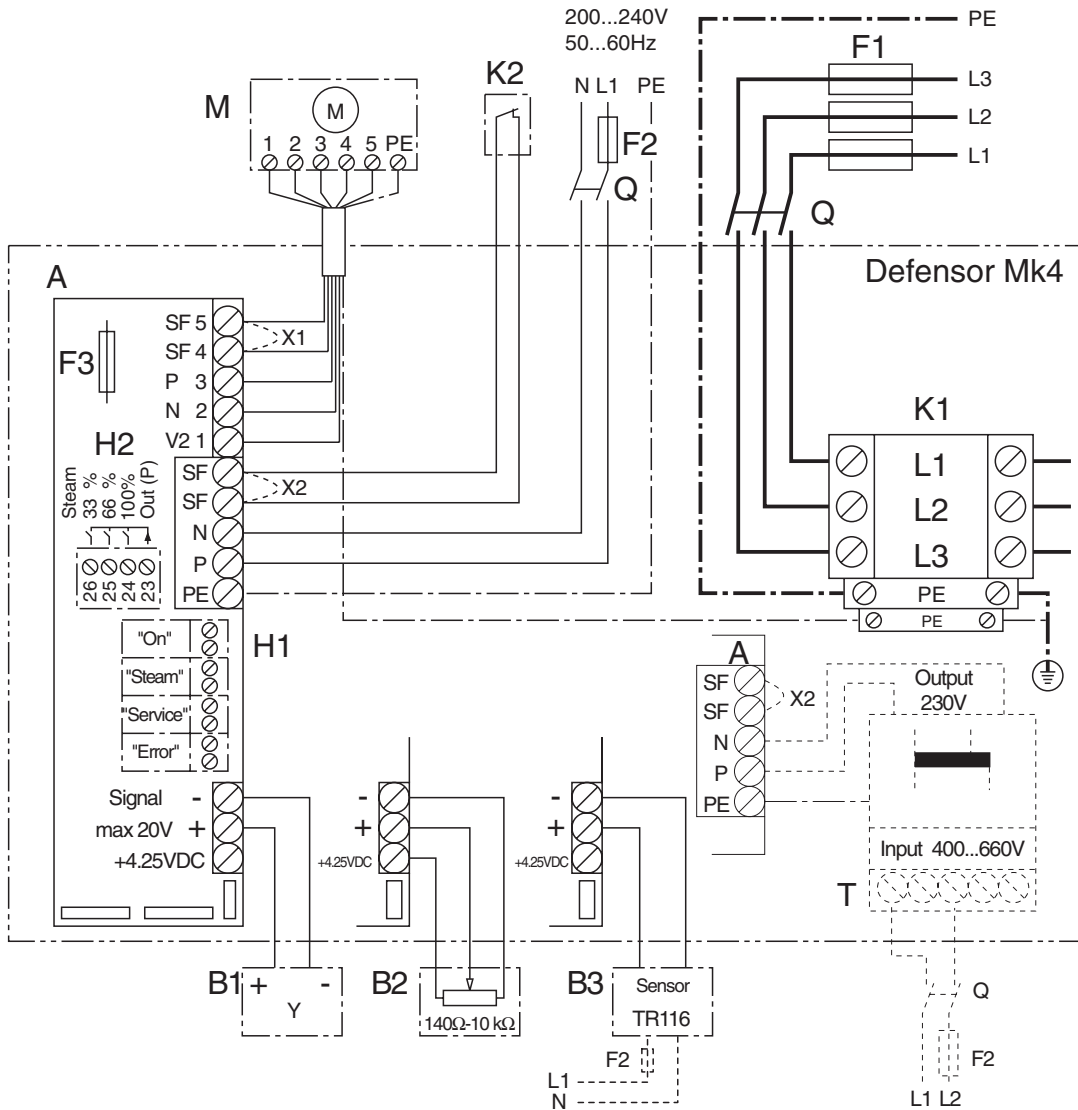 200...240V
50...60Hz
N L1 PE
F2
Q
K2
M
M
1 2 3 4 5 PE
PE
F1
L3
L2
L1
Q
Defensor Mk4
A
F3
SF 5
SF 4
P 3
N 2
V2 1
X1
H2
Steam
33 %
66 %
100%
Out (P)
26 25 24 23
SF
SF
N
P
PE
X2
K1
L1
L2
L3
PE
PE
H1
"On"
"Steam"
"Service"
"Error"
Signal -
max 20V +
+4.25VDC
-
+
+4.25VDC
-
+
+4.25VDC
A
SF
SF
N
P
PE
X2
Output
230V
Input 400...660V
T
B1 + -
Y
B2
140Ω-10 kΩ
B3
Sensor
TR116
F2
L1
N
Q
F2
L1 L2